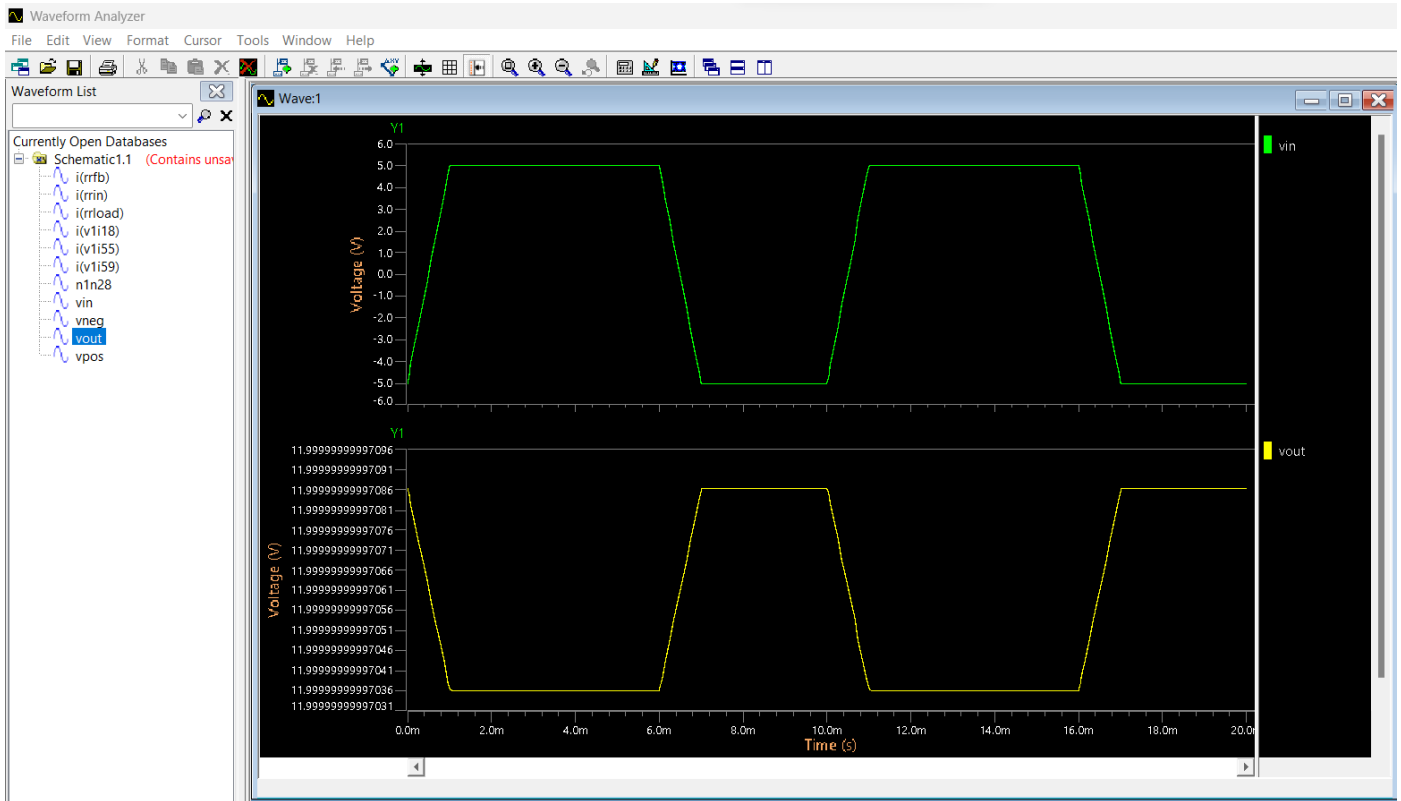 Waveform Analyzer
File Edit View Format Cursor Tools Window Help
Waveform List
Currently Open Databases
Schematic1.1 (Contains unsa
i(rrfb)
i(rrin)
i(rrload)
i(v1i18)
i(v1i55)
i(v1i59)
n1n28
vin
vneg
vout
vpos
Wave:1
Y1
6.0
5.0
4.0
3.0
2.0
1.0
0.0
-1.0
-2.0
-3.0
-4.0
-5.0
-6.0
Voltage (V)
vin
Y1
11.99999999997096
11.99999999997091
11.99999999997086
11.99999999997081
11.99999999997076
11.99999999997071
11.99999999997066
11.99999999997061
11.99999999997056
11.99999999997051
11.99999999997046
11.99999999997041
11.99999999997036
11.99999999997031
Voltage (V)
vout
0.0m 2.0m 4.0m 6.0m 8.0m 10.0m 12.0m 14.0m 16.0m 18.0m 20.0
Time (s)